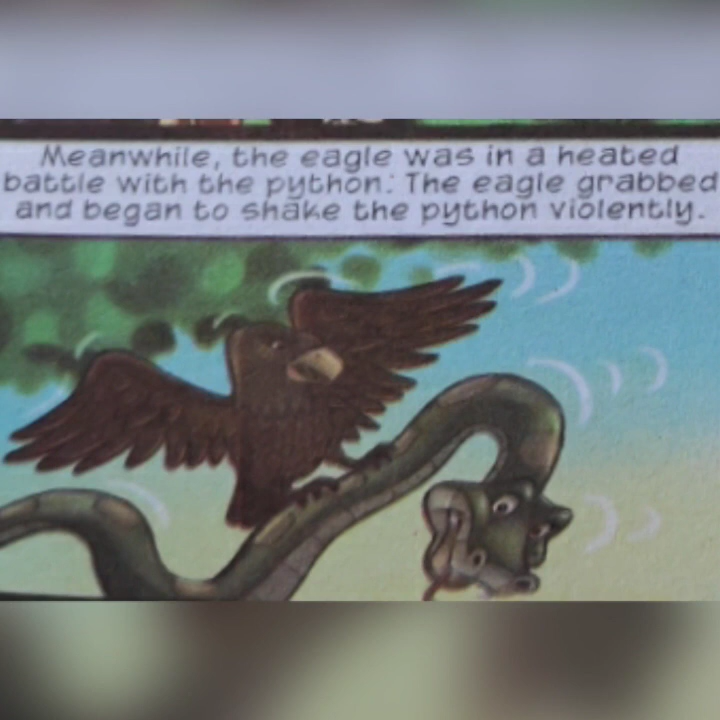 Meanwhile, the eagle was in a heated
battle with the python. The eagle grabbed
and began to shake the python violently.